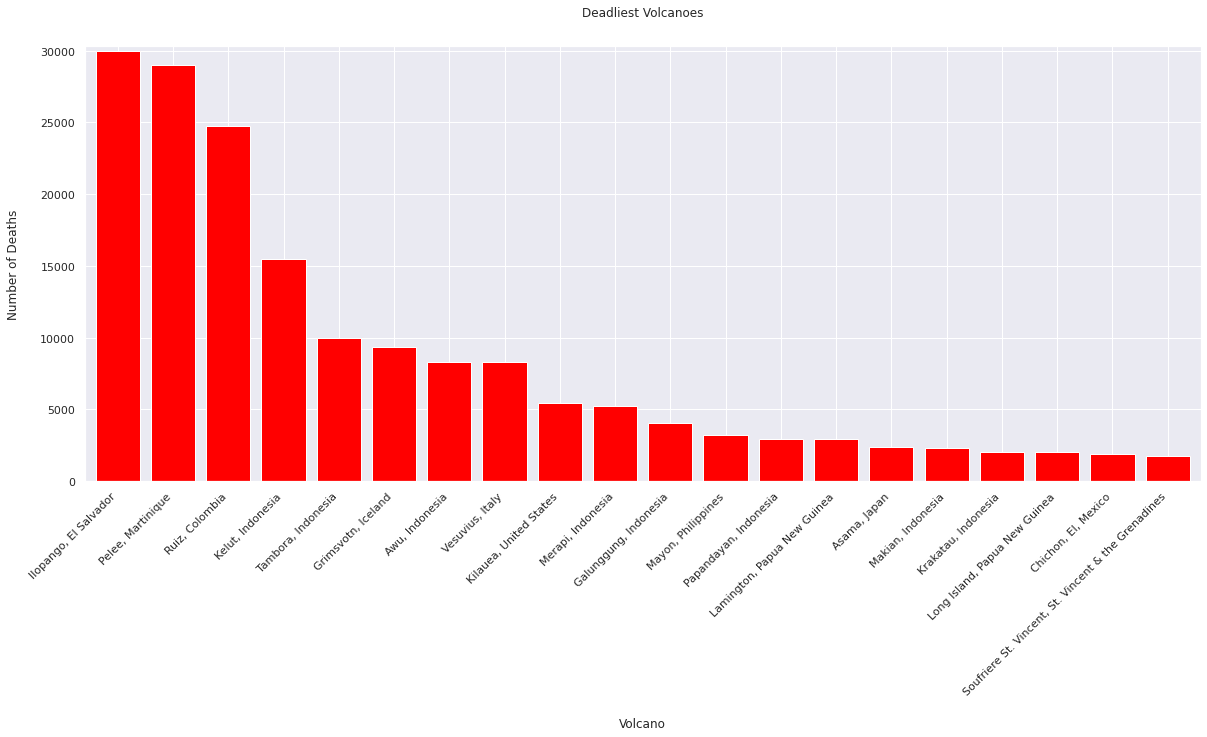 Deadliest Volcanoes
Number of Deaths
30000
25000
20000
15000
10000
5000
0
Ilopango, El Salvador
Pelee, Martinique
Ruiz, Colombia
Kelut, Indonesia
Tambora, Indonesia
Grimsvotn, Iceland
Awu, Indonesia
Vesuvius, Italy
Kilauea, United States
Merapi, Indonesia
Galunggung, Indonesia
Mayon, Philippines
Papandayan, Indonesia
Lamington, Papua New Guinea
Asama, Japan
Makian, Indonesia
Krakatau, Indonesia
Long Island, Papua New Guinea
Chichon, El, Mexico
Soufriere St. Vincent, St. Vincent & the Grenadines
Volcano